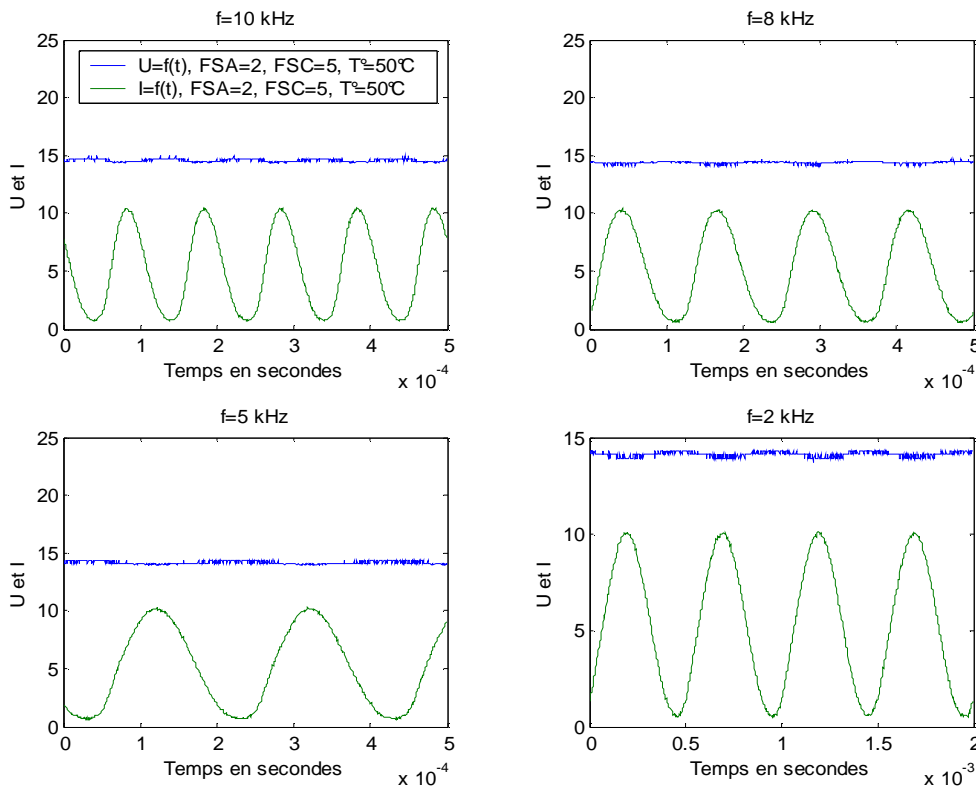 f=10 kHz
25
20
15
10
5
0
U et I
U=f(t), FSA=2, FSC=5, T°=50°C
I=f(t), FSA=2, FSC=5, T°=50°C
0 1 2 3 4 5
Temps en secondes
x 10^-4
f=8 kHz
25
20
15
10
5
0
U et I
0 1 2 3 4 5
Temps en secondes
x 10^-4
f=5 kHz
25
20
15
10
5
0
U et I
0 1 2 3 4 5
Temps en secondes
x 10^-4
f=2 kHz
15
10
5
0
U et I
0 0.5 1 1.5 2
Temps en secondes
x 10^-3